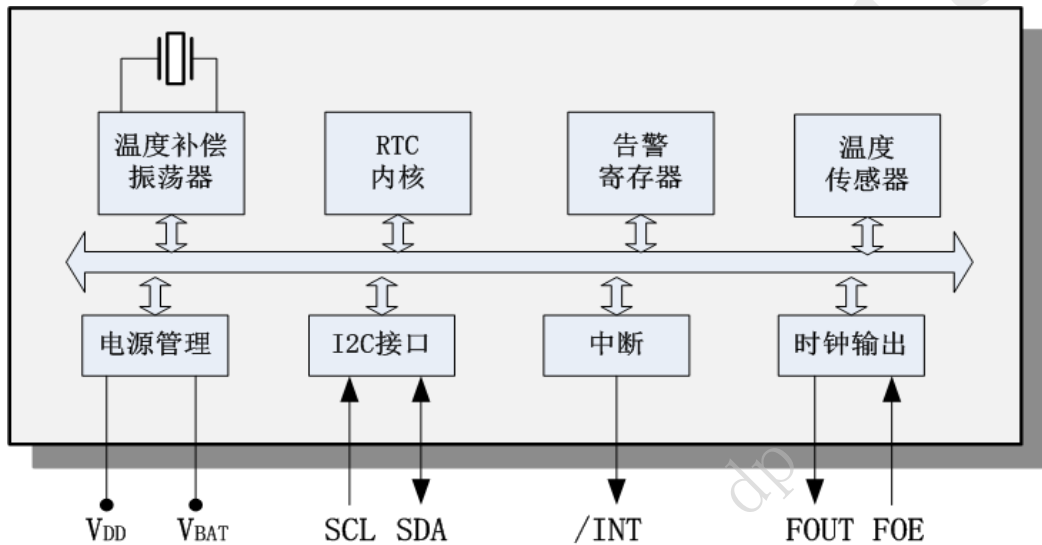 温度补偿
振荡器
RTC
内核
告警
寄存器
温度
传感器
电源管理
I2C接口
中断
时钟输出
VDD
VBAT
SCL
SDA
/INT
FOUT
FOE
dp